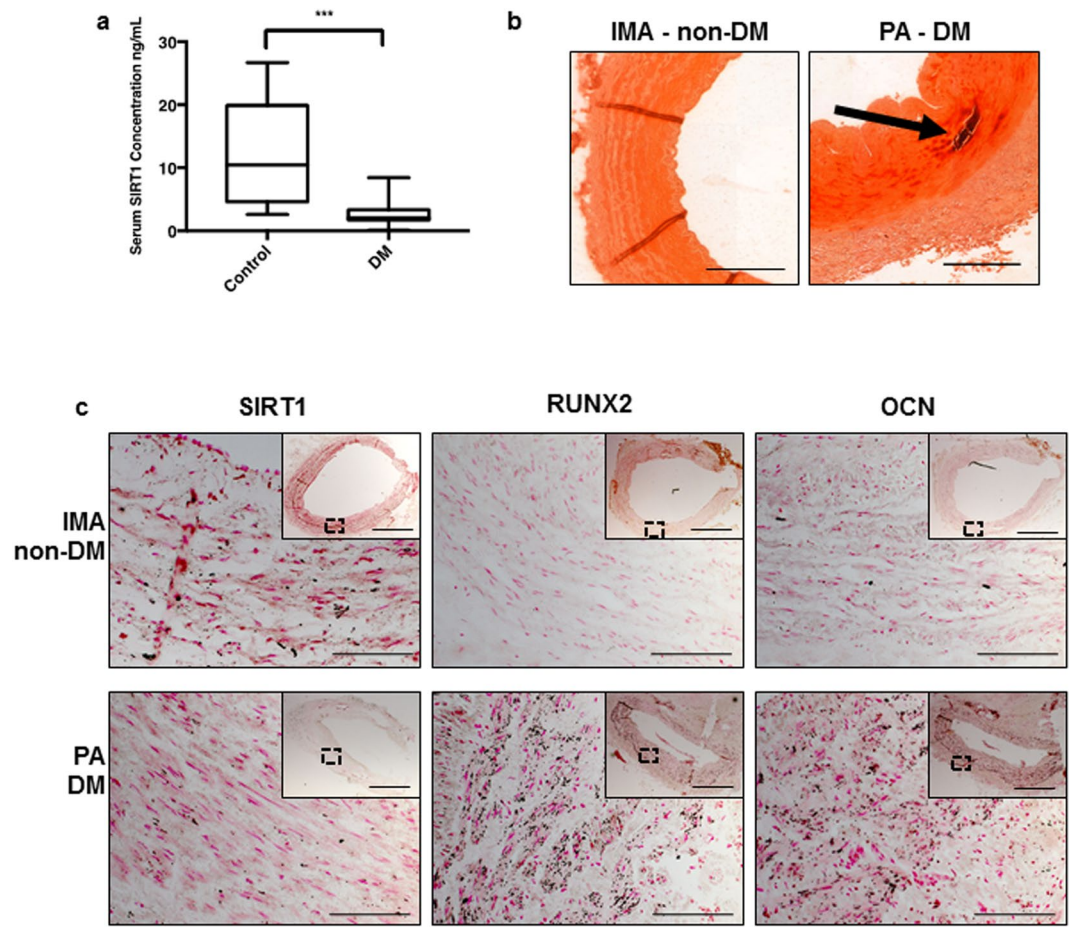 a
***
Serum SIRT1 Concentration ng/mL
30
20
10
0
Control
DM
b
IMA - non-DM
PA - DM
c
SIRT1
RUNX2
OCN
IMA
non-DM
PA
DM